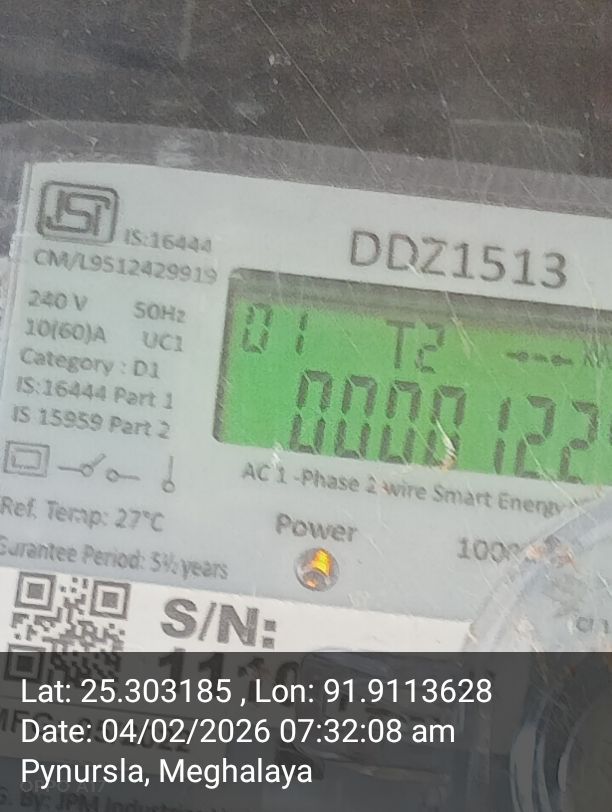 ISI
IS:16444
CM/L9512429919
DDZ1513
240 V 50Hz
10(60)A UC1
Category : D1
IS:16444 Part 1
IS 15959 Part 2
01 T2
0000122
AC 1 -Phase 2 wire Smart Energy
Ref. Temp: 27°C
Power
Gurantee Period: 5½ years
S/N:
Lat: 25.303185 , Lon: 91.9113628
Date: 04/02/2026 07:32:08 am
Pynursla, Meghalaya